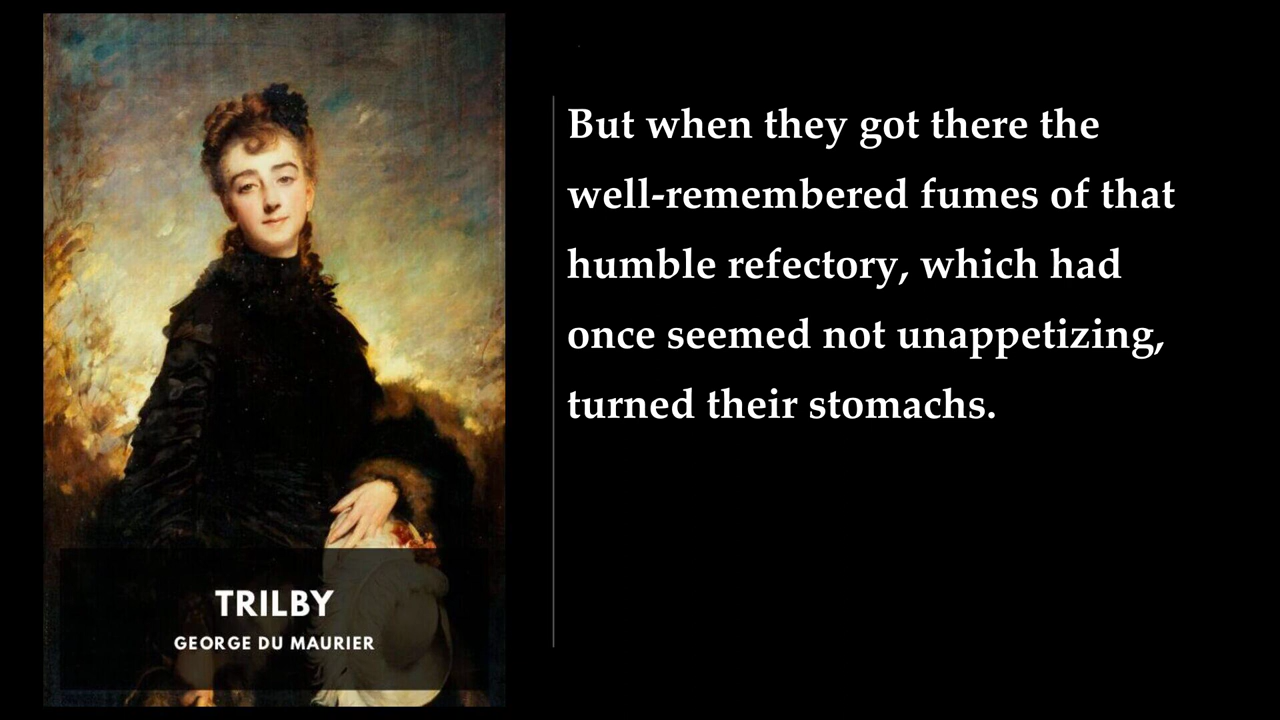 TRILBY
GEORGE DU MAURIER
But when they got there the
well-remembered fumes of that
humble refectory, which had
once seemed not unappetizing,
turned their stomachs.